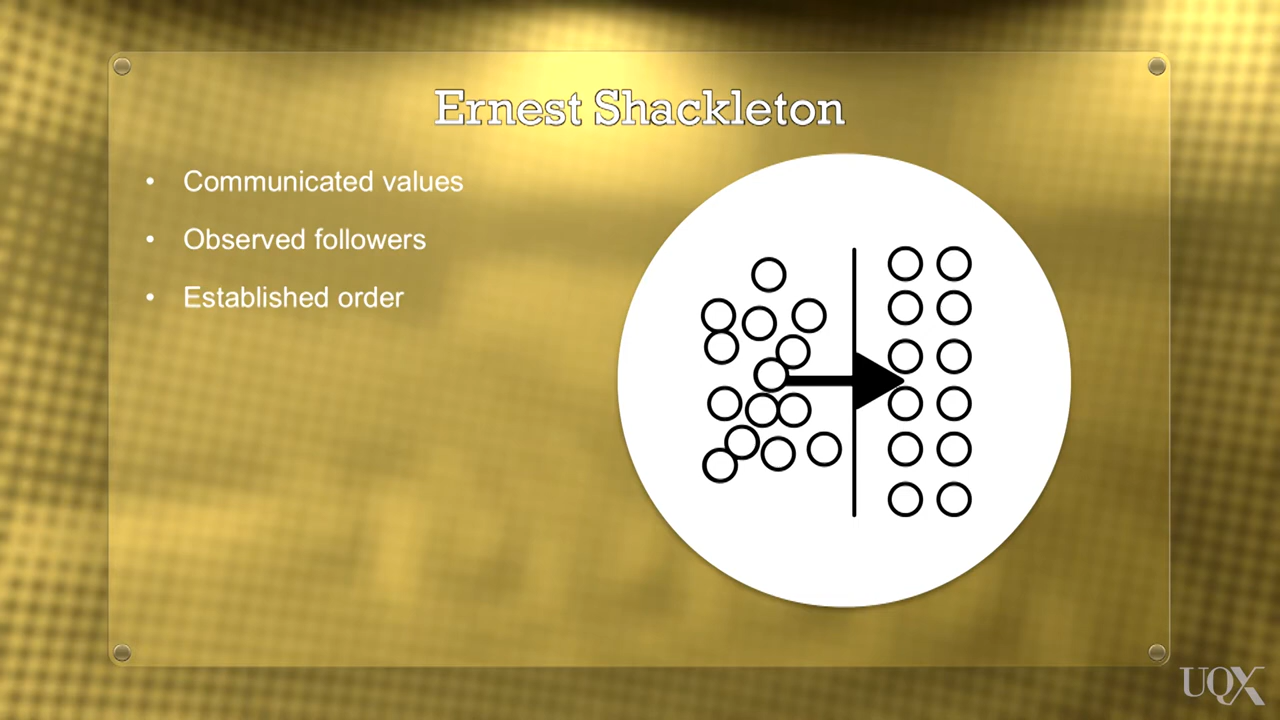 Ernest Shackleton
• Communicated values
• Observed followers
• Established order
UQX